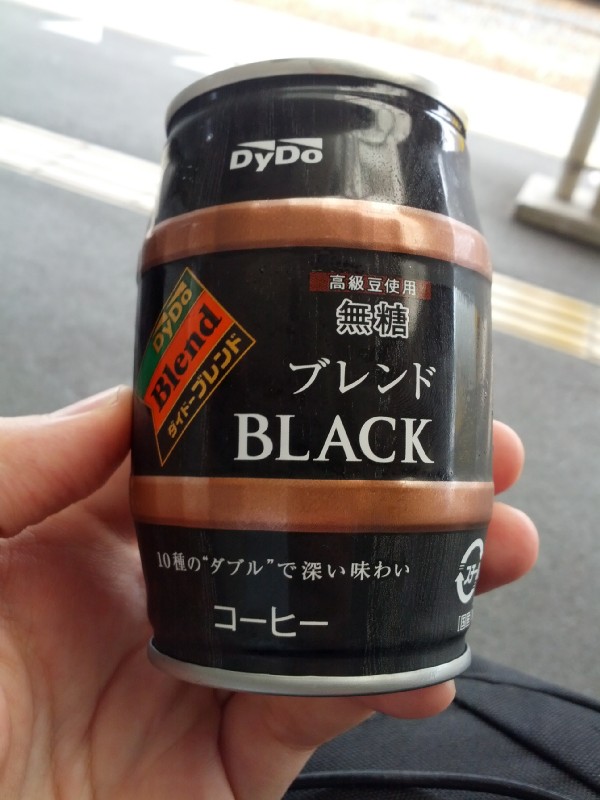 DyDo
DyDo
Blend
ダイドーブレンド
高級豆使用
無糖
ブレンド
BLACK
10種の“ダブル”で深い味わい
コーヒー